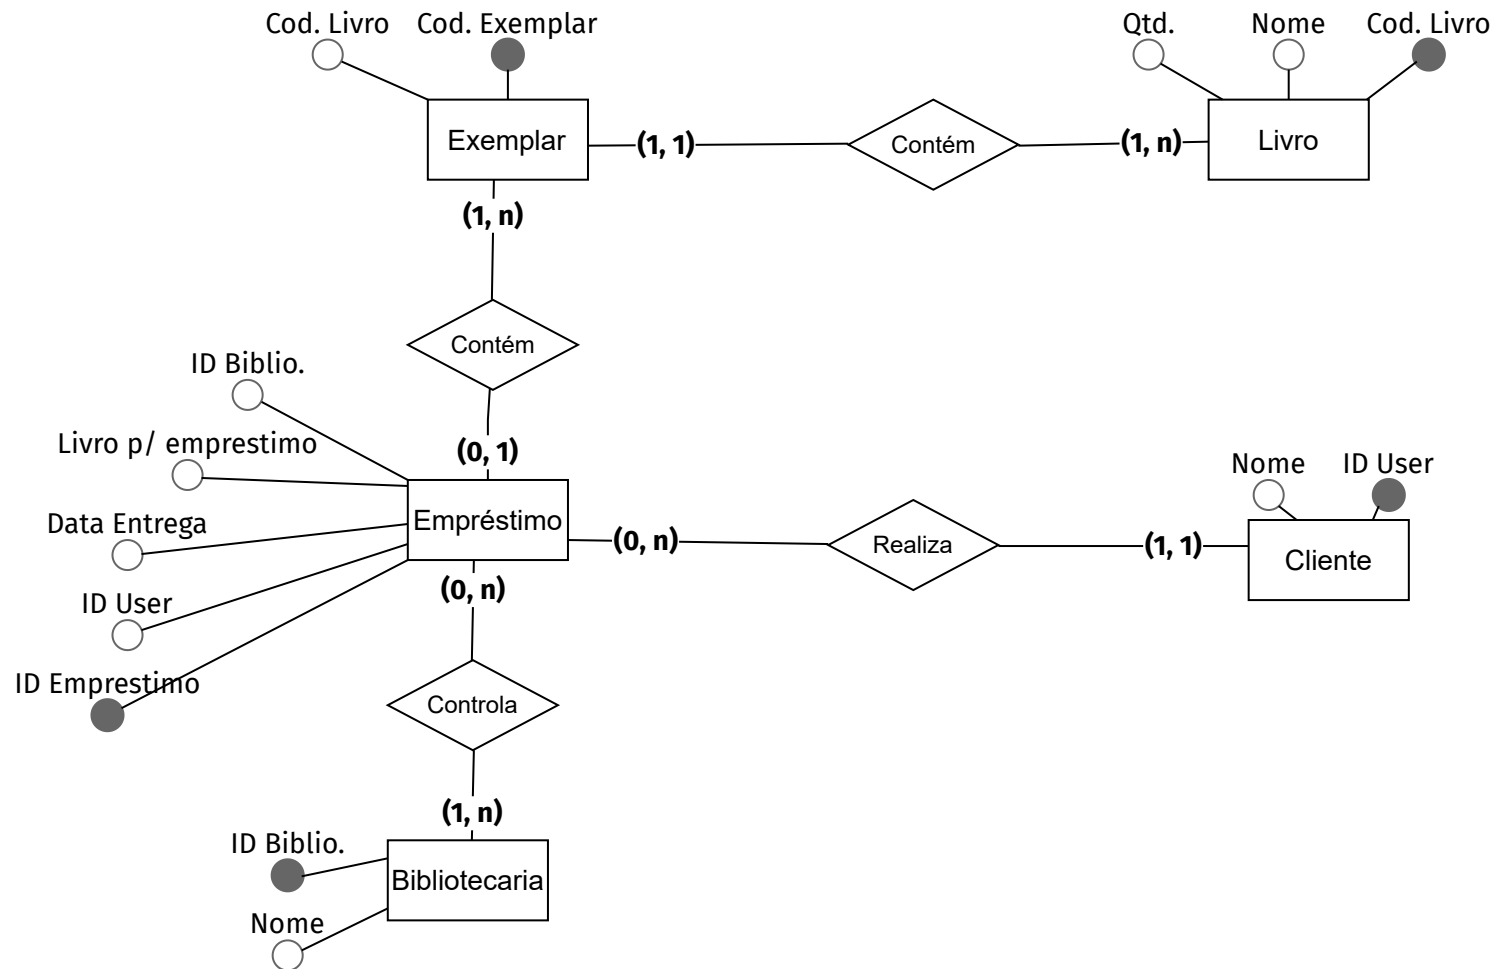 Cod. Livro
Cod. Exemplar
Qtd.
Nome
Cod. Livro
Exemplar
(1, 1)
Contém
(1, n)
Livro
(1, n)
Contém
ID Biblio.
Livro p/ emprestimo
(0, 1)
Nome
ID User
Data Entrega
Empréstimo
(0, n)
Realiza
(1, 1)
Cliente
(0, n)
ID User
ID Emprestimo
Controla
(1, n)
ID Biblio.
Bibliotecaria
Nome